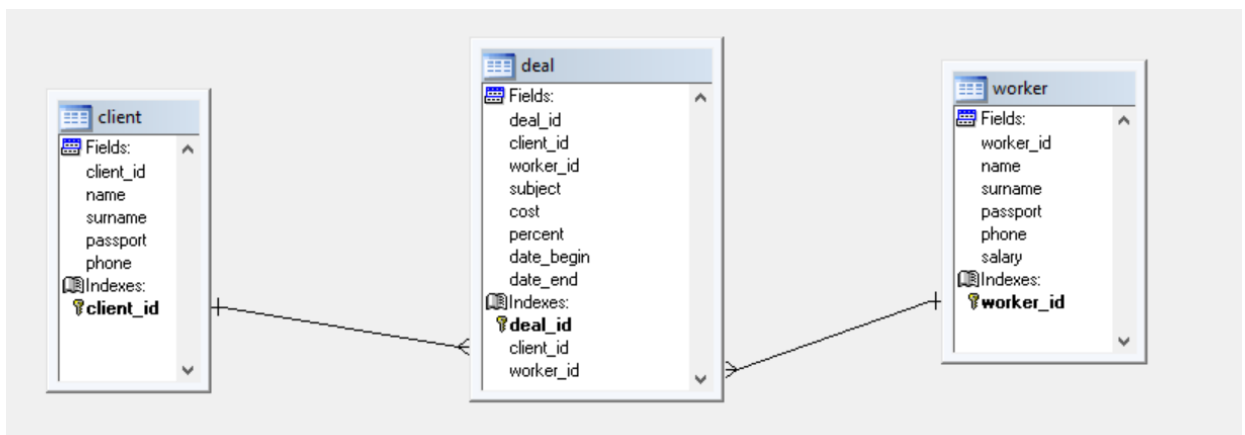 client
Fields:
client_id
name
surname
passport
phone
Indexes:
client_id
deal
Fields:
deal_id
client_id
worker_id
subject
cost
percent
date_begin
date_end
Indexes:
deal_id
client_id
worker_id
worker
Fields:
worker_id
name
surname
passport
phone
salary
Indexes:
worker_id